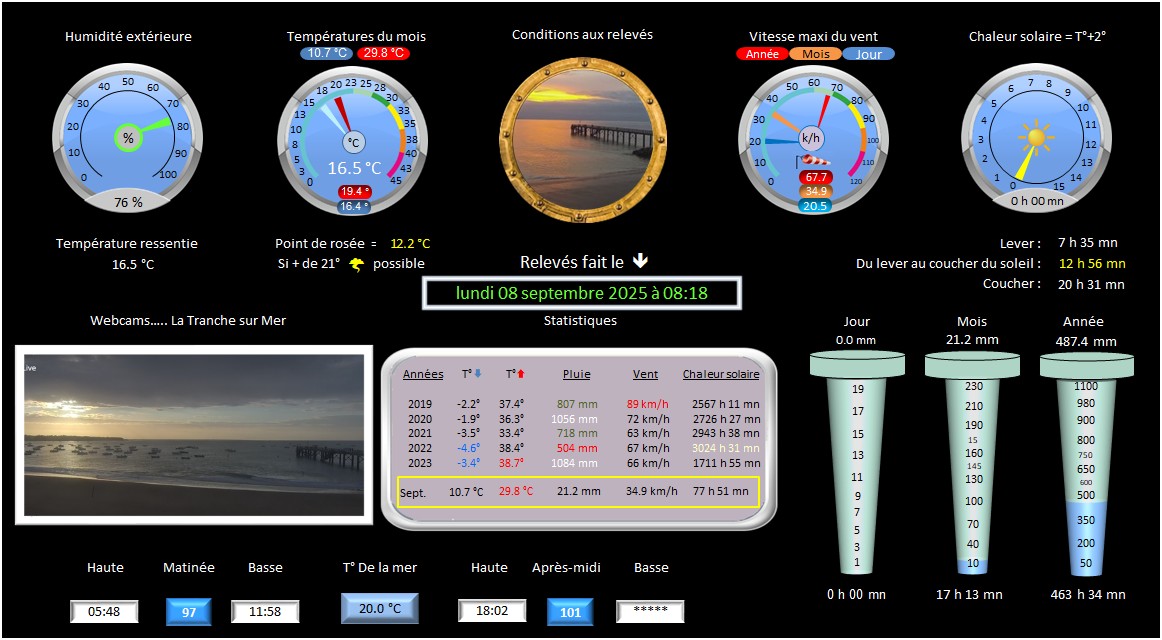 Humidité extérieure
Températures du mois
Conditions aux relevés
Vitesse maxi du vent
Chaleur solaire = T°+2°
10.7 °C 29.8 °C
Année Mois Jour
0 10 20 30 40 50 60 70 80 90 100
%
76 %
0 3 5 8 10 13 15 18 20 23 25 28 30 33 35 38 40 43 45
°C
16.5 °C
19.4 °
16.4 °
0 10 20 30 40 50 60 70 80 90 100 110 120
k/h
67.7
34.9
20.5
0 1 2 3 4 5 6 7 8 9 10 11 12 13 14 15
0 h 00 mn
Température ressentie
16.5 °C
Point de rosée = 12.2 °C
Si + de 21° possible
Relevés fait le
lundi 08 septembre 2025 à 08:18
Lever : 7 h 35 mn
Du lever au coucher du soleil : 12 h 56 mn
Coucher : 20 h 31 mn
Webcams..... La Tranche sur Mer
Statistiques
Années T° T° Pluie Vent Chaleur solaire
2019 -2.2° 37.4° 807 mm 89 km/h 2567 h 11 mn
2020 -1.9° 36.3° 1056 mm 72 km/h 2726 h 27 mn
2021 -3.5° 33.4° 718 mm 63 km/h 2943 h 38 mn
2022 -4.6° 38.4° 504 mm 67 km/h 3024 h 31 mn
2023 -3.4° 38.7° 1084 mm 66 km/h 1711 h 55 mn
Sept. 10.7 °C 29.8 °C 21.2 mm 34.9 km/h 77 h 51 mn
Jour
0.0 mm
19
17
15
13
11
9
7
5
3
1
0 h 00 mn
Mois
21.2 mm
230
210
190
15
160
145
130
100
70
40
10
17 h 13 mn
Année
487.4 mm
1100
980
900
800
750
650
600
500
350
200
50
463 h 34 mn
Haute Matinée Basse T° De la mer Haute Après-midi Basse
05:48 97 11:58 20.0 °C 18:02 101 *****